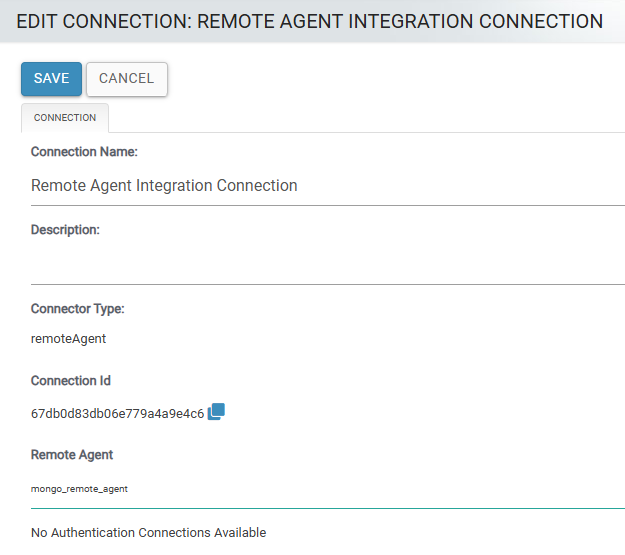 EDIT CONNECTION: REMOTE AGENT INTEGRATION CONNECTION
SAVE CANCEL
CONNECTION
Connection Name:
Remote Agent Integration Connection
Description:
Connector Type:
remoteAgent
Connection Id
67db0d83db06e779a4a9e4c6
Remote Agent
mongo_remote_agent
No Authentication Connections Available